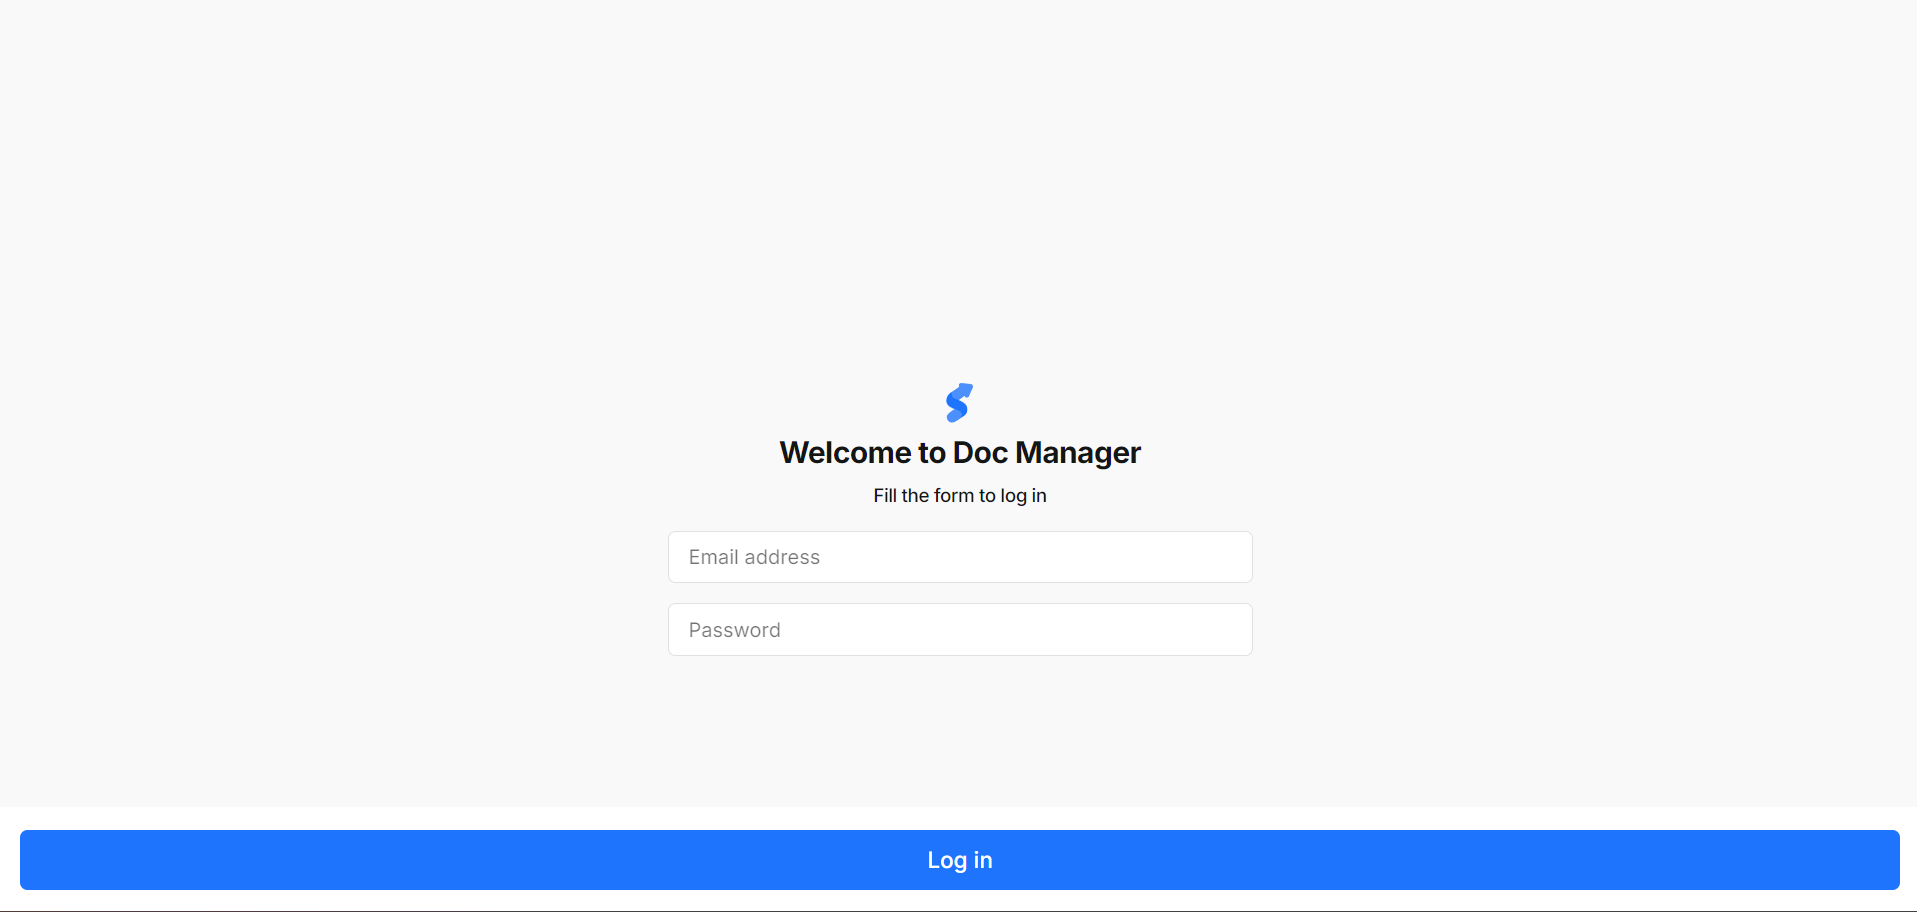 Welcome to Doc Manager
Fill the form to log in
Email address
Password
Log in